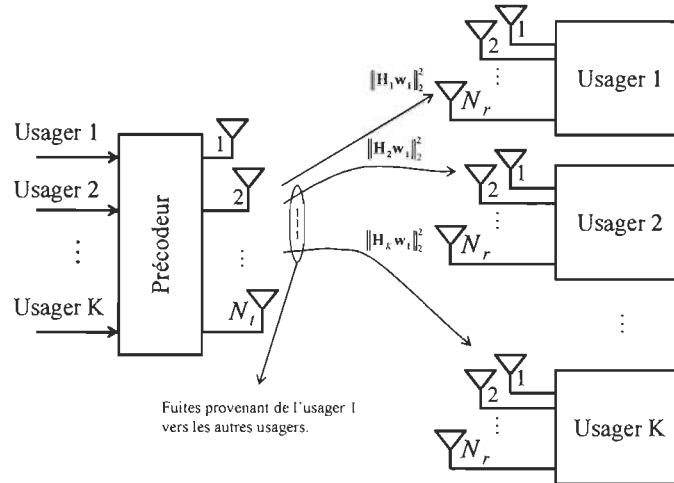 Usager 1
Usager 2
⋮
Usager K
Précodeur
1
2
⋮
N_t
‖H₁w₁‖₂²
‖H₂w₁‖₂²
‖H_K w₁‖₂²
Fuites provenant de l'usager 1
vers les autres usagers.
1
2
⋮
N_r
Usager 1
1
2
⋮
N_r
Usager 2
⋮
1
2
⋮
N_r
Usager K